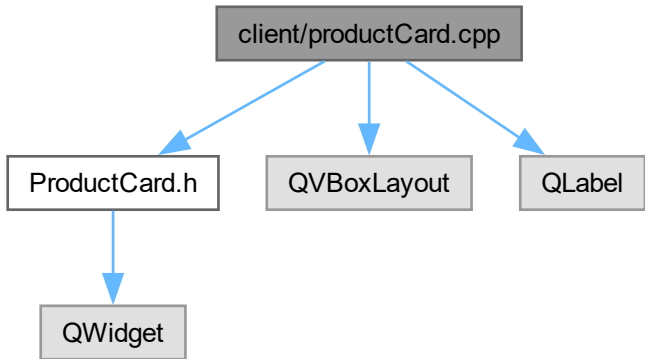 client/productCard.cpp
ProductCard.h
QVBoxLayout
QLabel
QWidget